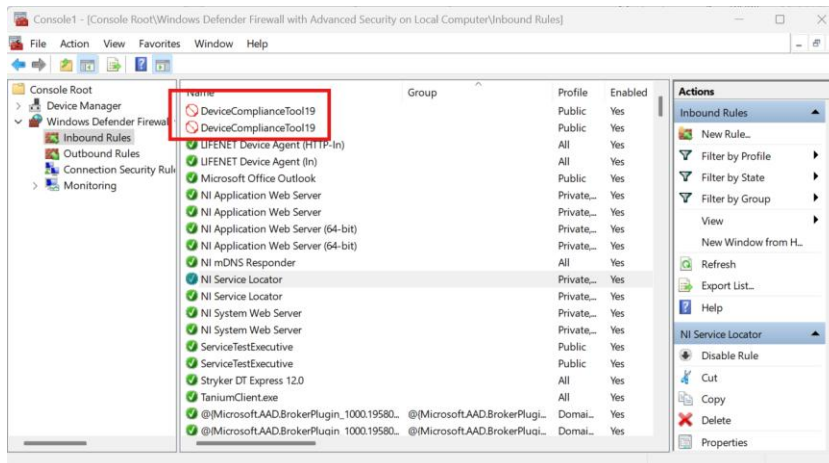 Console1 - [Console Root\Windows Defender Firewall with Advanced Security on Local Computer\Inbound Rules]
File Action View Favorites Window Help
Console Root
Device Manager
Windows Defender Firewall
Inbound Rules
Outbound Rules
Connection Security Rule
Monitoring
Name Group Profile Enabled
DeviceComplianceTool19 Public Yes
DeviceComplianceTool19 Public Yes
LIFENET Device Agent (HTTP-In) All Yes
LIFENET Device Agent (In) All Yes
Microsoft Office Outlook Public Yes
NI Application Web Server Private,... Yes
NI Application Web Server Private,... Yes
NI Application Web Server (64-bit) Private,... Yes
NI Application Web Server (64-bit) Private,... Yes
NI mDNS Responder All Yes
NI Service Locator Private,... Yes
NI Service Locator Private,... Yes
NI System Web Server Private,... Yes
NI System Web Server Private,... Yes
ServiceTestExecutive Public Yes
ServiceTestExecutive Public Yes
Stryker DT Express 12.0 All Yes
TaniumClient.exe All Yes
@{Microsoft.AAD.BrokerPlugin_1000.19580... @{Microsoft.AAD.BrokerPlugi... Domai... Yes
@{Microsoft.AAD.BrokerPlugin_1000.19580... @{Microsoft.AAD.BrokerPlugi... Domai... Yes
Actions
Inbound Rules
New Rule...
Filter by Profile
Filter by State
Filter by Group
View
New Window from H...
Refresh
Export List...
Help
NI Service Locator
Disable Rule
Cut
Copy
Delete
Properties